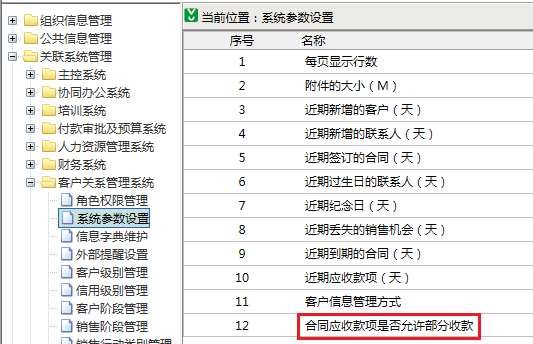 组织信息管理
公共信息管理
关联系统管理
主控系统
协同办公系统
培训系统
付款审批及预算系统
人力资源管理系统
财务系统
客户关系管理系统
角色权限管理
系统参数设置
信息字典维护
外部提醒设置
客户级别管理
信用级别管理
客户阶段管理
销售阶段管理
销售行动类别管理
当前位置：系统参数设置
序号 名称
1 每页显示行数
2 附件的大小（M）
3 近期新增的客户（天）
4 近期新增的联系人（天）
5 近期签订的合同（天）
6 近期过生日的联系人（天）
7 近期纪念日（天）
8 近期丢失的销售机会（天）
9 近期到期的合同（天）
10 近期应收款项（天）
11 客户信息管理方式
12 合同应收款项是否允许部分收款